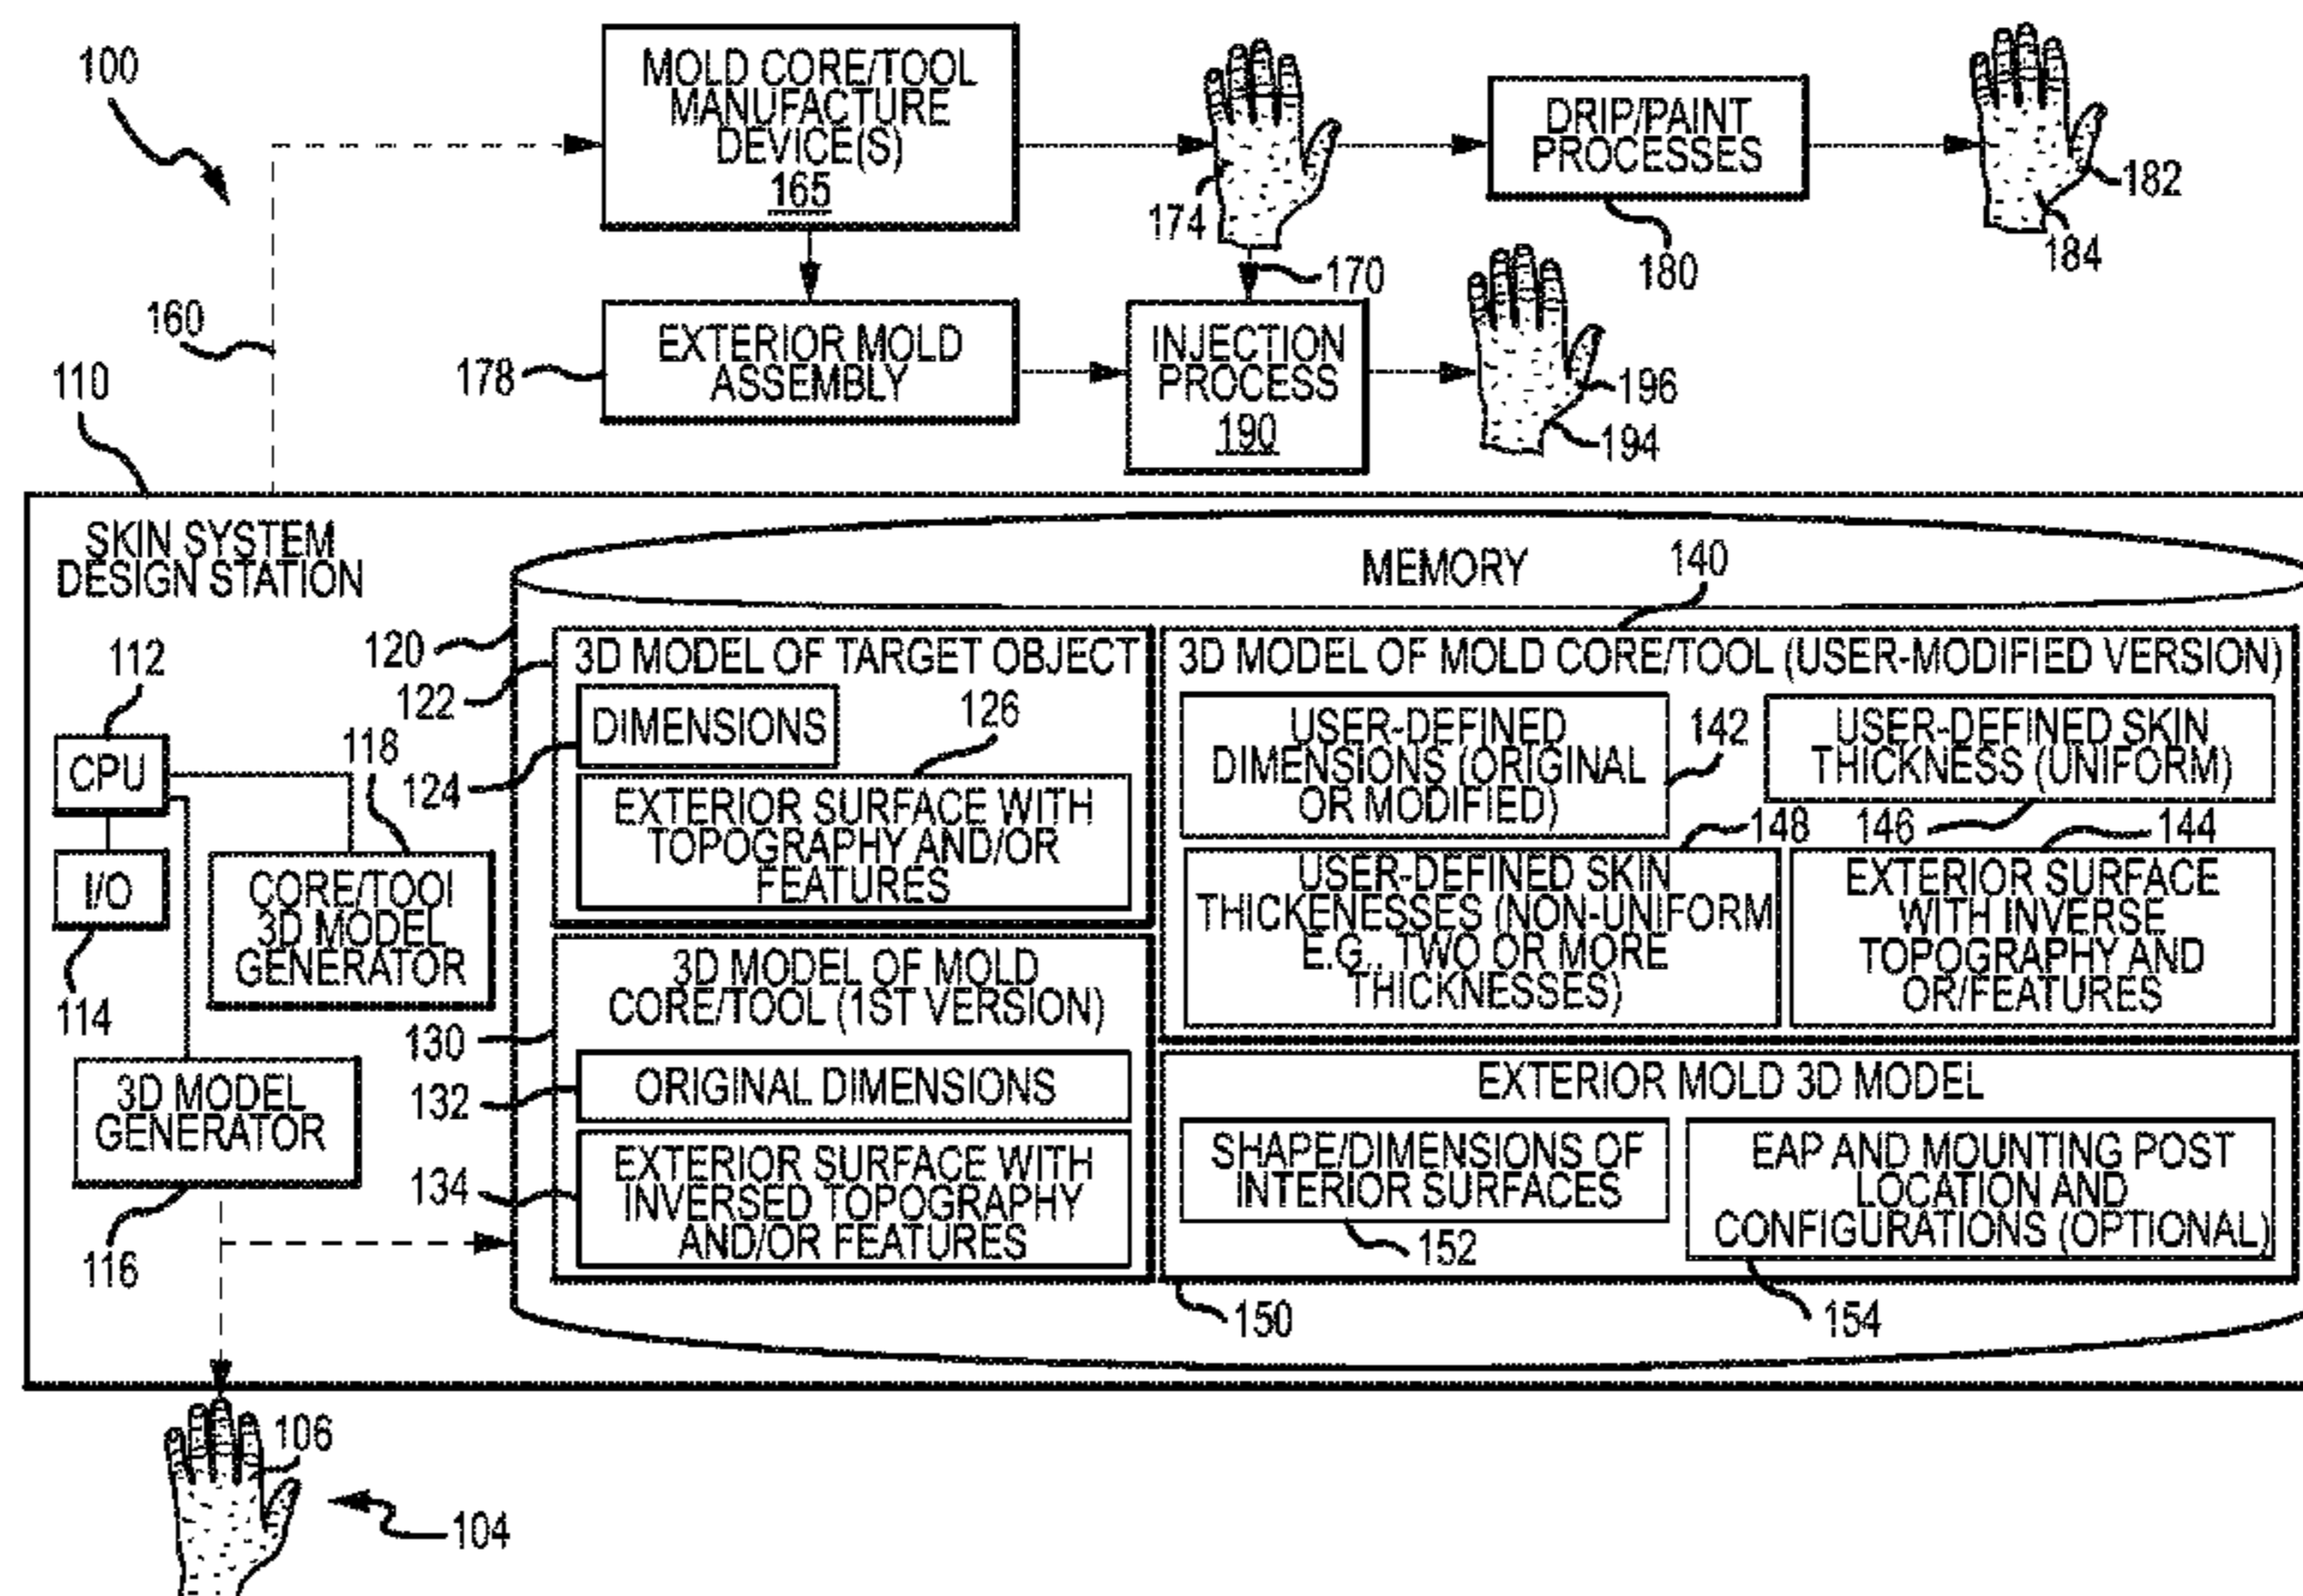 100
MOLD CORE/TOOL
MANUFACTURE
DEVICE(S)
165
174
DRIP/PAINT
PROCESSES
180
182
184
170
160
178
EXTERIOR MOLD
ASSEMBLY
INJECTION
PROCESS
190
196
194
110
SKIN SYSTEM
DESIGN STATION
MEMORY
140
120
122
3D MODEL OF TARGET OBJECT
DIMENSIONS
124
126
EXTERIOR SURFACE WITH
TOPOGRAPHY AND/OR
FEATURES
3D MODEL OF MOLD CORE/TOOL (USER-MODIFIED VERSION)
USER-DEFINED
DIMENSIONS (ORIGINAL
OR MODIFIED)
142
USER-DEFINED SKIN
THICKNESS (UNIFORM)
146
144
148
USER-DEFINED SKIN
THICKENESSES (NON-UNIFORM
E.G., TWO OR MORE
THICKNESSES)
EXTERIOR SURFACE
WITH INVERSE
TOPOGRAPHY AND
OR/FEATURES
112
CPU
118
I/O
114
CORE/TOOl
3D MODEL
GENERATOR
3D MODEL
GENERATOR
116
130
3D MODEL OF MOLD
CORE/TOOL (1ST VERSION)
132
ORIGINAL DIMENSIONS
134
EXTERIOR SURFACE WITH
INVERSED TOPOGRAPHY
AND/OR FEATURES
EXTERIOR MOLD 3D MODEL
SHAPE/DIMENSIONS OF
INTERIOR SURFACES
152
EAP AND MOUNTING POST
LOCATION AND
CONFIGURATIONS (OPTIONAL)
154
150
106
104